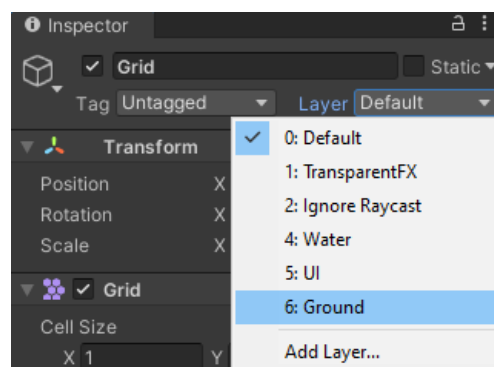 Inspector
Grid Static
Tag Untagged Layer Default
Transform
Position X
Rotation X
Scale X
Grid
Cell Size
X 1 Y
0: Default
1: TransparentFX
2: Ignore Raycast
4: Water
5: UI
6: Ground
Add Layer...